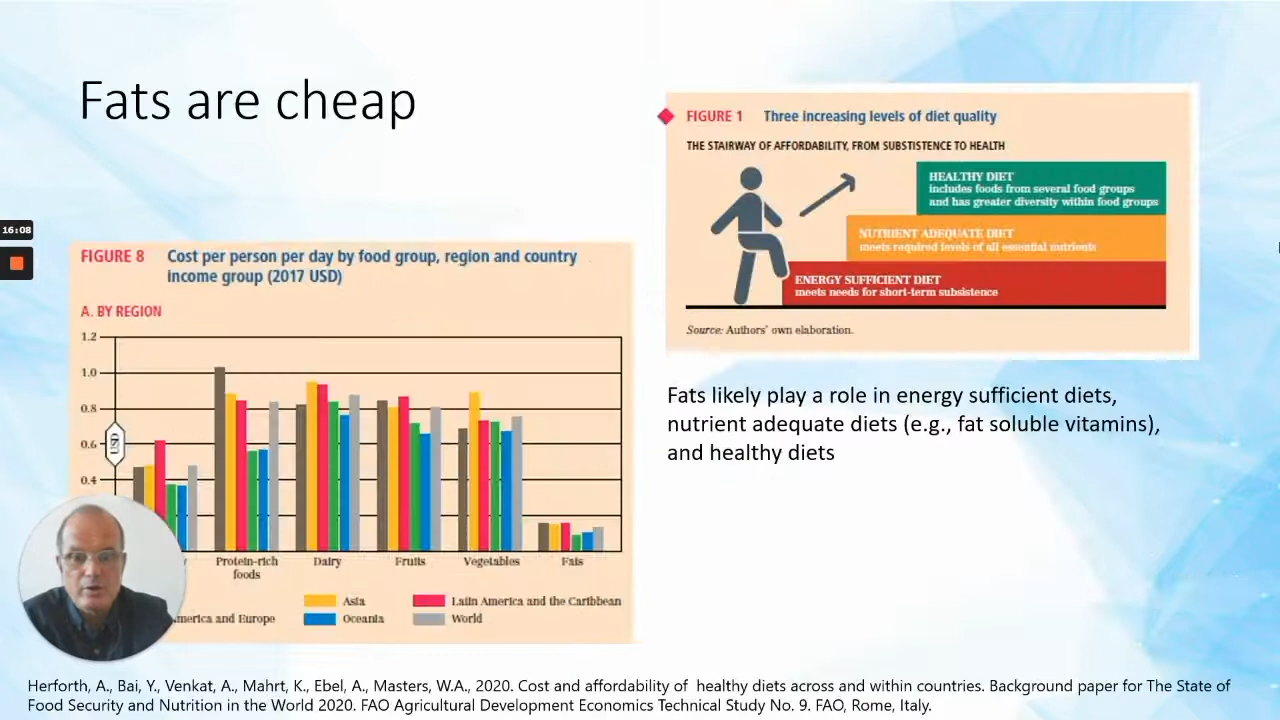 Fats are cheap
16:08
FIGURE 8 Cost per person per day by food group, region and country
income group (2017 USD)
A. BY REGION
1.2
1.0
0.8
0.6
0.4
USD
Protein-rich
foods
Dairy
Fruits
Vegetables
Fats
Asia
Latin America and the Caribbean
merica and Europe
Oceania
World
FIGURE 1 Three increasing levels of diet quality
THE STAIRWAY OF AFFORDABILITY, FROM SUBSTISTENCE TO HEALTH
HEALTHY DIET
includes foods from several food groups
and has greater diversity within food groups
NUTRIENT ADEQUATE DIET
meets required levels of all essential nutrients
ENERGY SUFFICIENT DIET
meets needs for short-term subsistence
Source: Authors' own elaboration.
Fats likely play a role in energy sufficient diets,
nutrient adequate diets (e.g., fat soluble vitamins),
and healthy diets
Herforth, A., Bai, Y., Venkat, A., Mahrt, K., Ebel, A., Masters, W.A., 2020. Cost and affordability of healthy diets across and within countries. Background paper for The State of
Food Security and Nutrition in the World 2020. FAO Agricultural Development Economics Technical Study No. 9. FAO, Rome, Italy.